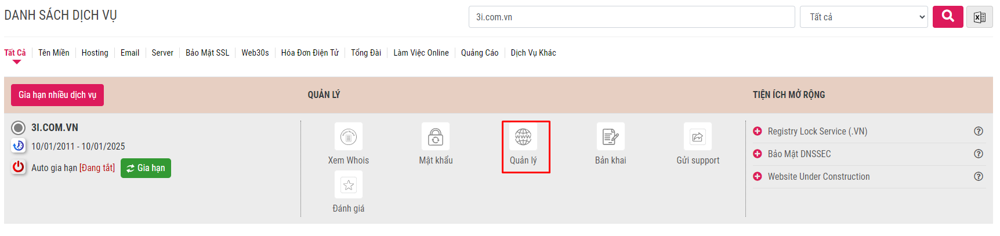 DANH SÁCH DỊCH VỤ
3i.com.vn
Tất cả
Tất Cả
Tên Miền
Hosting
Email
Server
Bảo Mật SSL
Web30s
Hóa Đơn Điện Tử
Tổng Đài
Làm Việc Online
Quảng Cáo
Dịch Vụ Khác
Gia hạn nhiều dịch vụ
QUẢN LÝ
TIỆN ÍCH MỞ RỘNG
3I.COM.VN
10/01/2011 - 10/01/2025
Auto gia hạn [Đang tắt]
Gia hạn
Xem Whois
Mật khẩu
WWW
Quản lý
Bản khai
Gửi support
Đánh giá
Registry Lock Service (.VN)
Bảo Mật DNSSEC
Website Under Construction